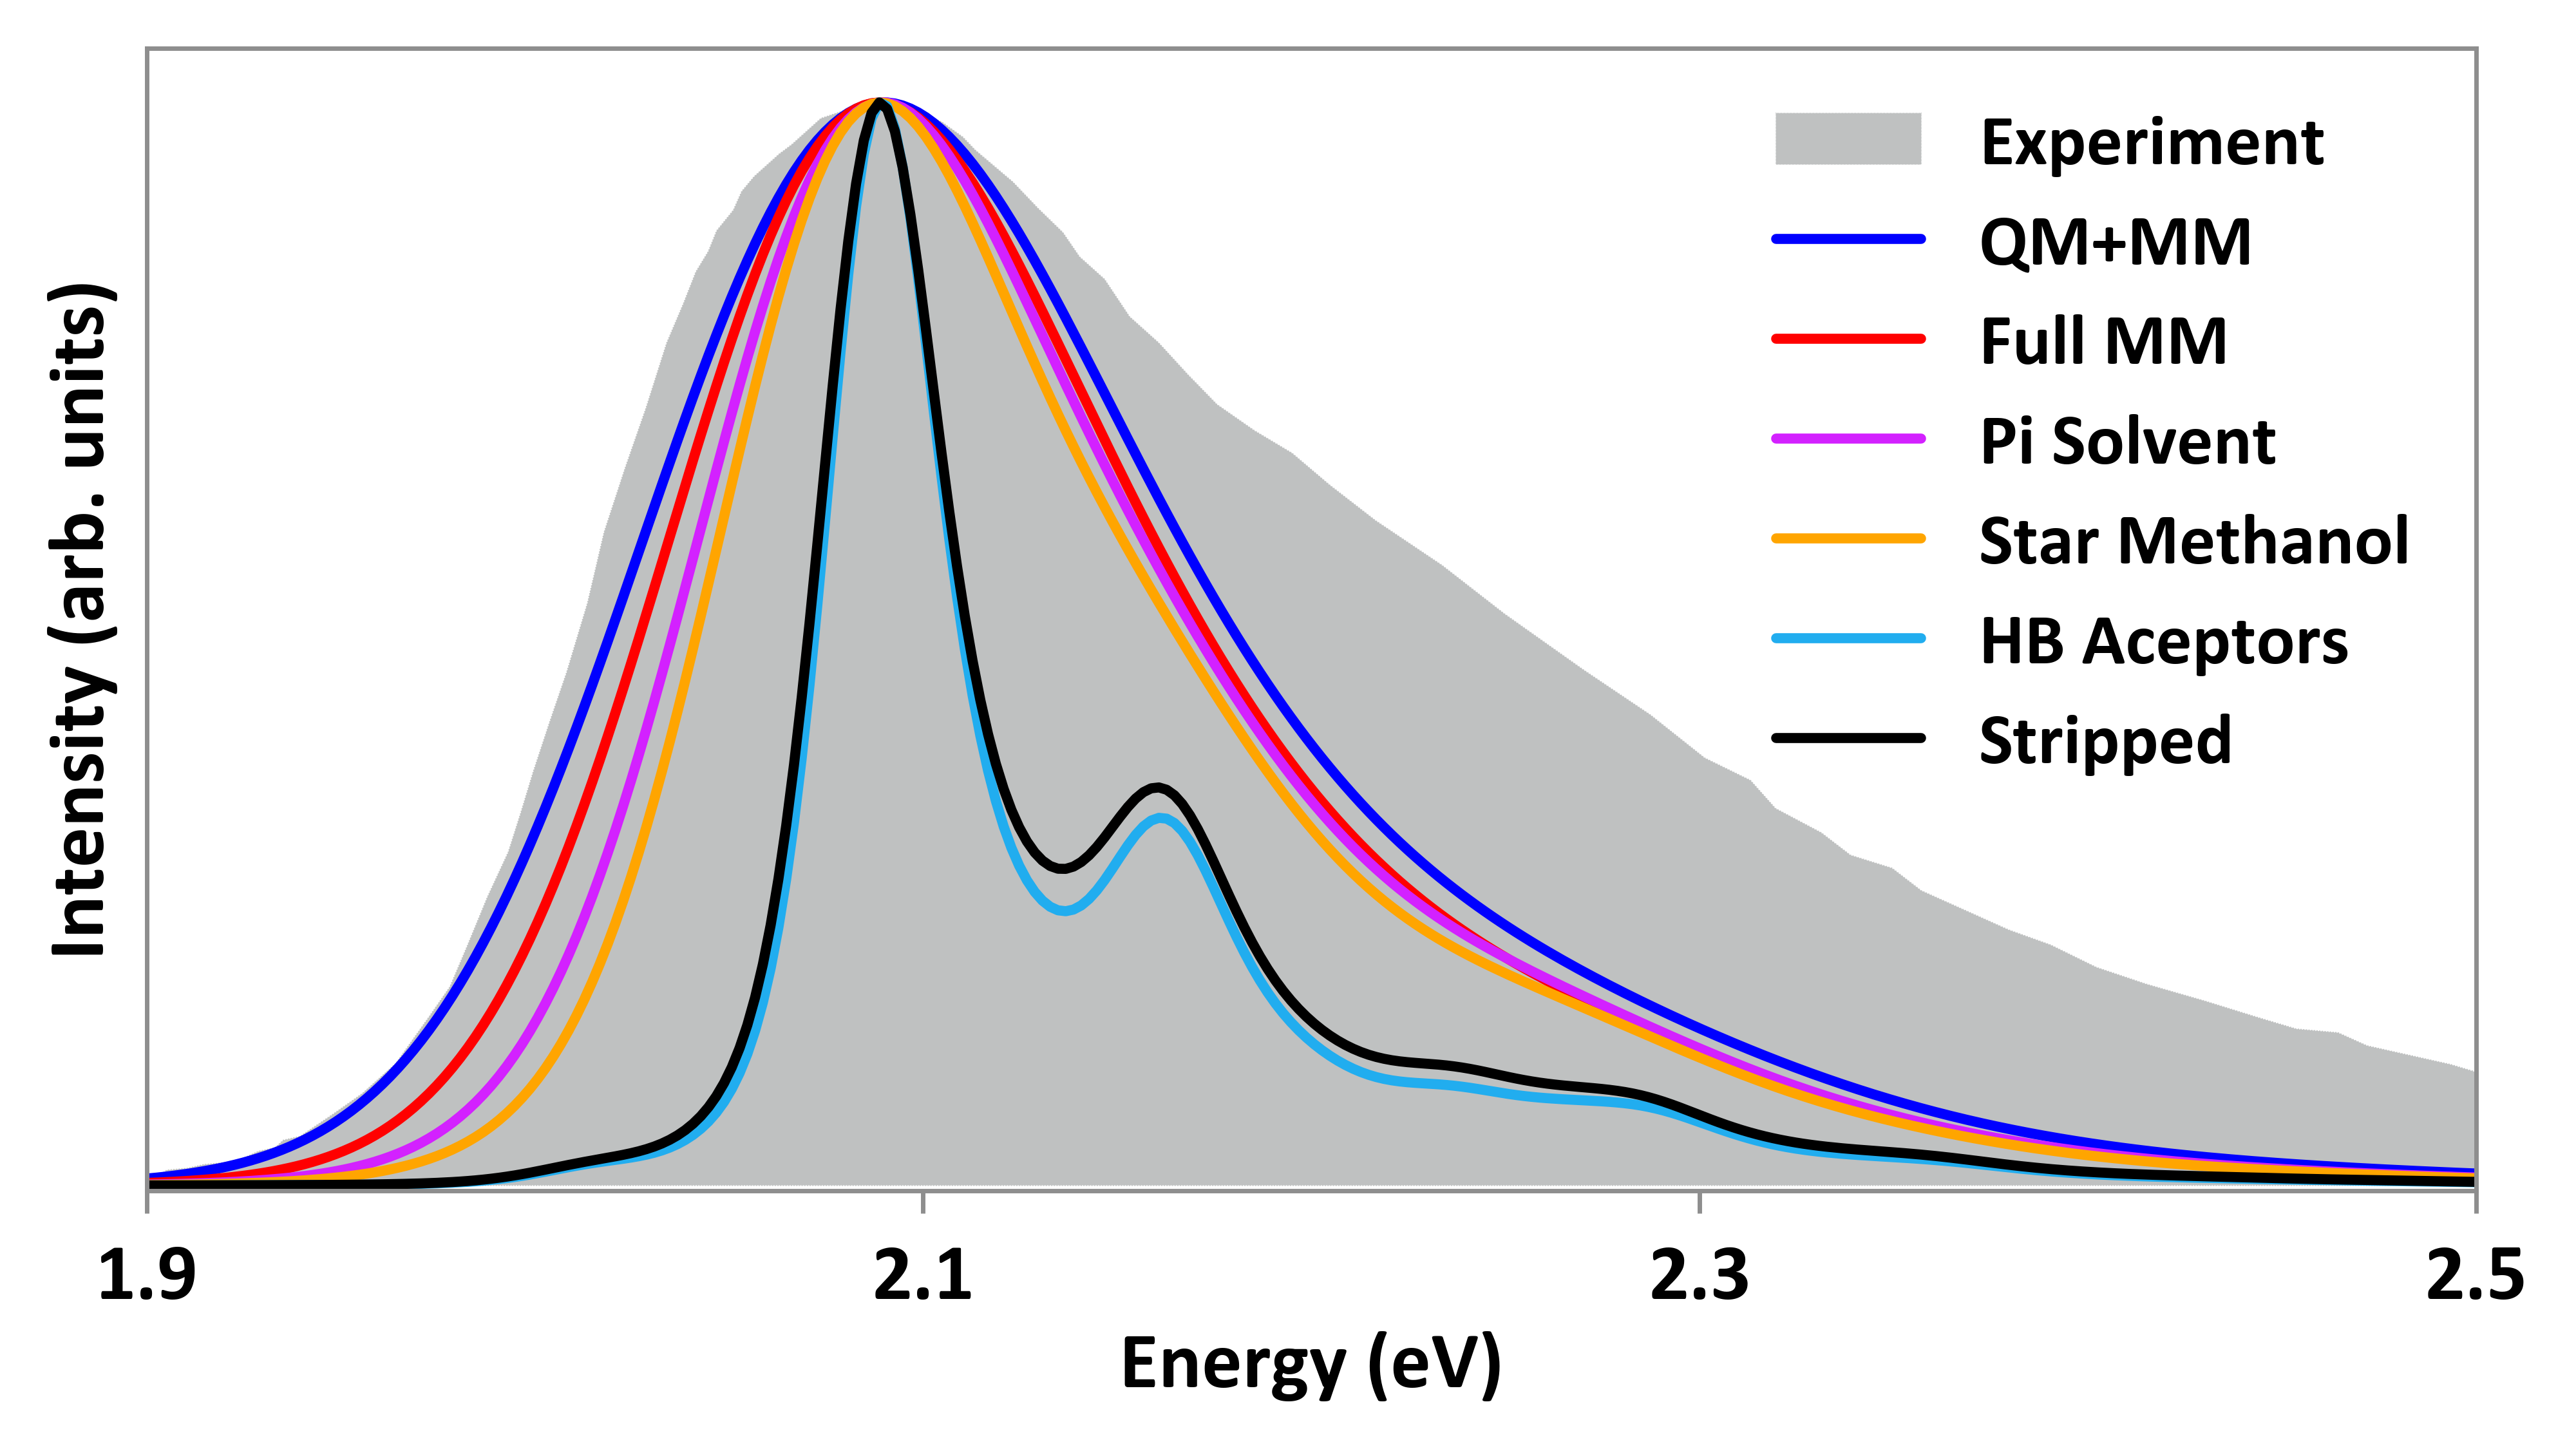 Intensity (arb. units)
Experiment
QM+MM
Full MM
Pi Solvent
Star Methanol
HB Aceptors
Stripped
1.9 2.1 2.3 2.5
Energy (eV)